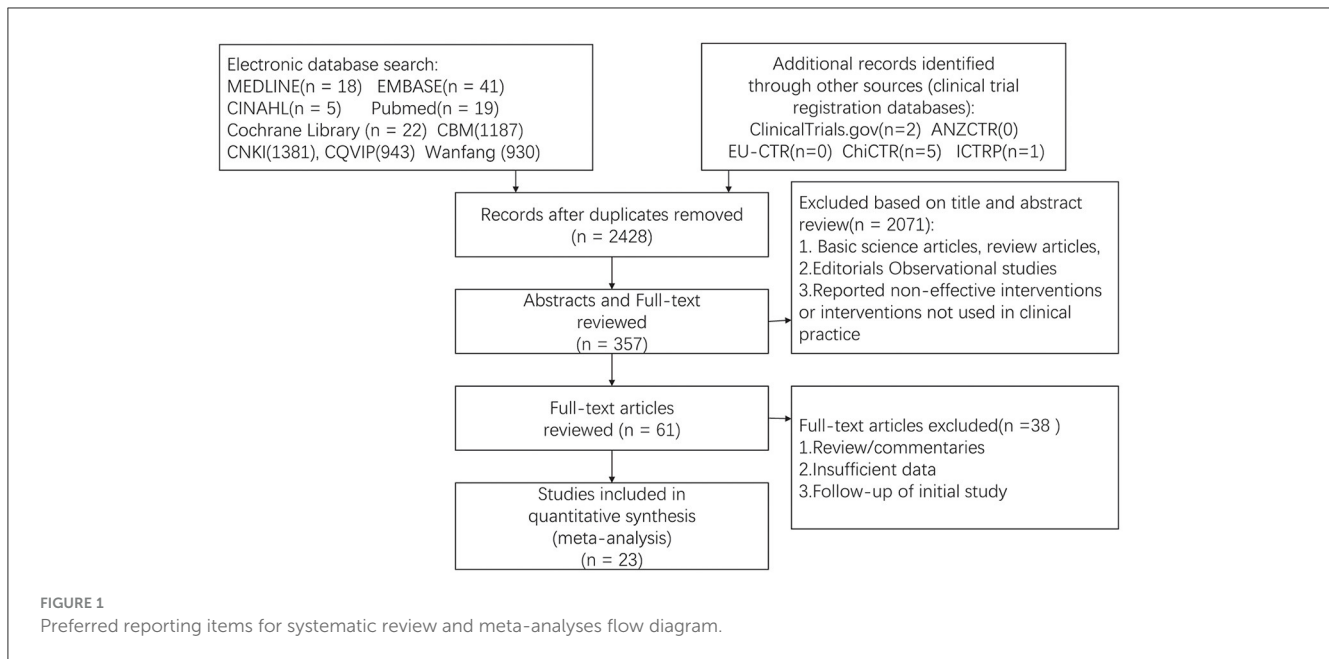 Electronic database search:
MEDLINE(n = 18) EMBASE(n = 41)
CINAHL(n = 5) Pubmed(n = 19)
Cochrane Library (n = 22) CBM(1187)
CNKI(1381), CQVIP(943) Wanfang (930)
Additional records identified
through other sources (clinical trial
registration databases):
ClinicalTrials.gov(n=2) ANZCTR(0)
EU-CTR(n=0) ChiCTR(n=5) ICTRP(n=1)
Records after duplicates removed
(n = 2428)
Excluded based on title and abstract
review(n = 2071):
1. Basic science articles, review articles,
2.Editorials Observational studies
3.Reported non-effective interventions
or interventions not used in clinical
practice
Abstracts and Full-text
reviewed
(n = 357)
Full-text articles
reviewed (n = 61)
Full-text articles excluded(n =38 )
1.Review/commentaries
2.Insufficient data
3.Follow-up of initial study
Studies included in
quantitative synthesis
(meta-analysis)
(n = 23)
FIGURE 1
Preferred reporting items for systematic review and meta-analyses flow diagram.